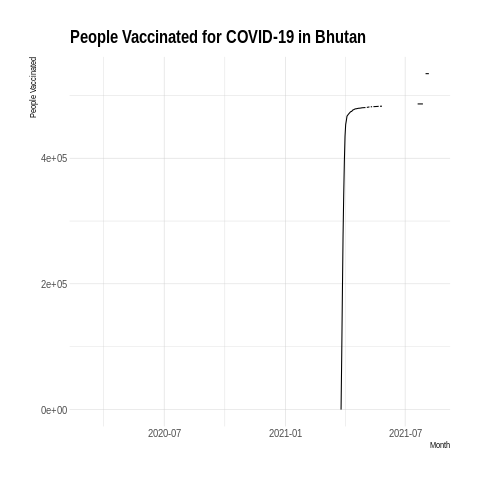 People Vaccinated for COVID-19 in Bhutan
People Vaccinated
4e+05
2e+05
0e+00
2020-07
2021-01
2021-07
Month